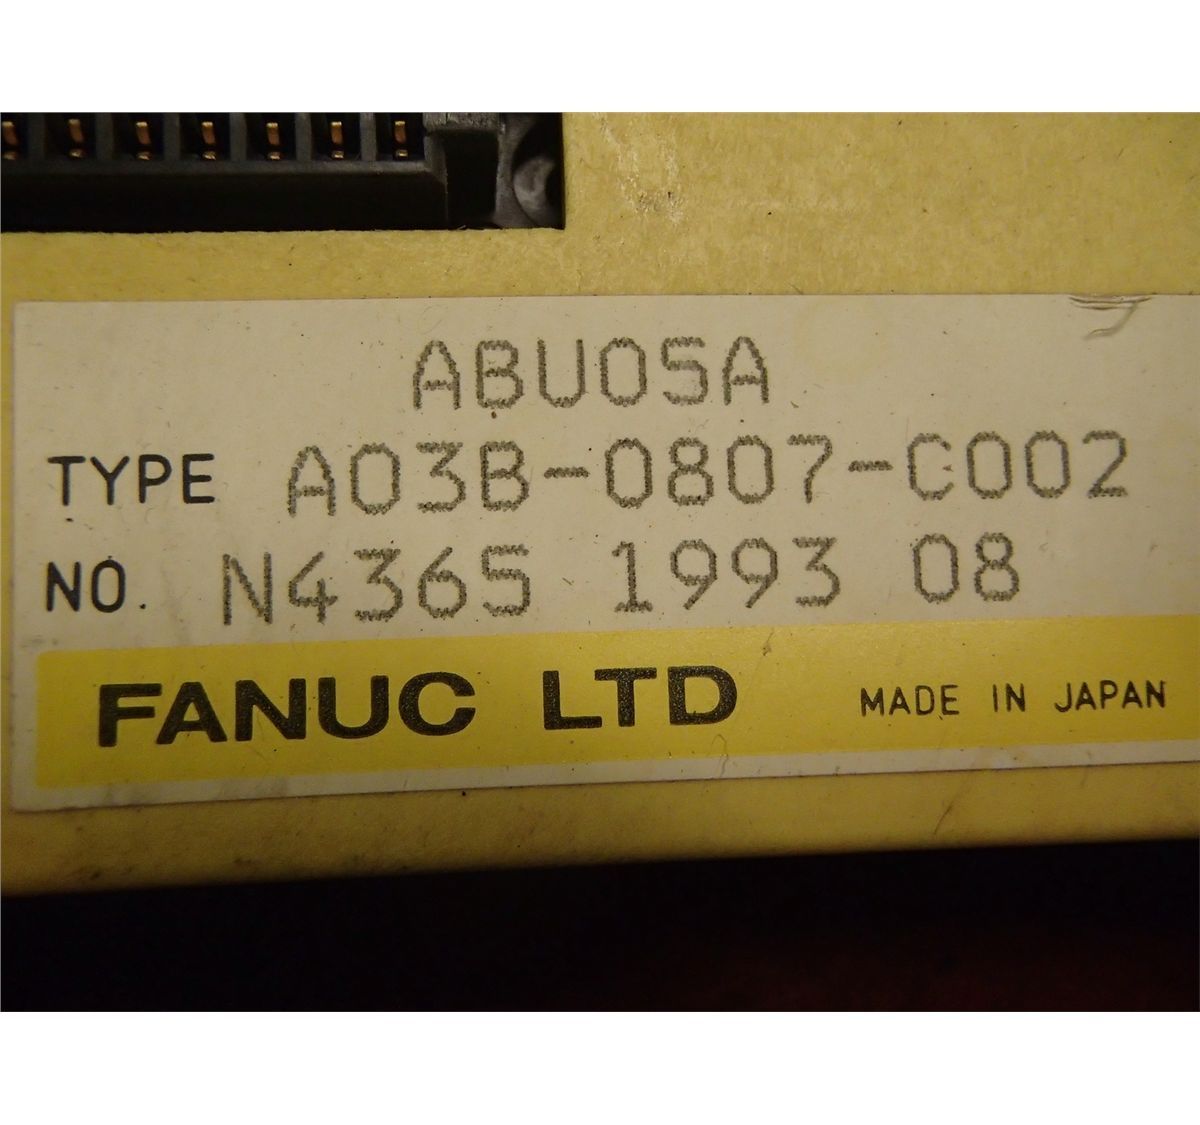 ABU05A
TYPE A03B-0807-C002
NO. N4365 1993 08
FANUC LTD MADE IN JAPAN